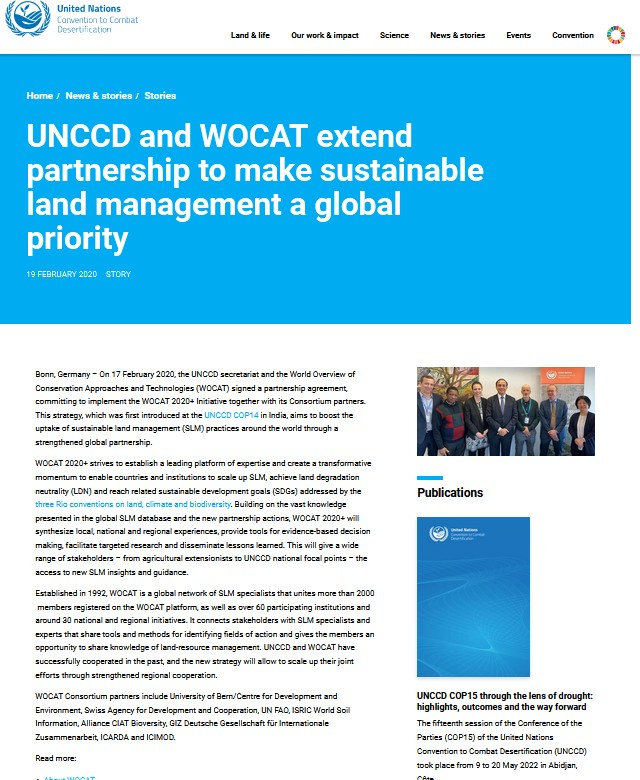 United Nations
Convention to Combat
Desertification
Land & life
Our work & impact
Science
News & stories
Events
Convention
Home / News & stories / Stories
UNCCD and WOCAT extend
partnership to make sustainable
land management a global
priority
19 FEBRUARY 2020 STORY
Bonn, Germany – On 17 February 2020, the UNCCD secretariat and the World Overview of
Conservation Approaches and Technologies (WOCAT) signed a partnership agreement,
committing to implement the WOCAT 2020+ Initiative together with its Consortium partners.
This strategy, which was first introduced at the UNCCD COP14 in India, aims to boost the
uptake of sustainable land management (SLM) practices around the world through a
strengthened global partnership.
WOCAT 2020+ strives to establish a leading platform of expertise and create a transformative
momentum to enable countries and institutions to scale up SLM, achieve land degradation
neutrality (LDN) and reach related sustainable development goals (SDGs) addressed by the
three Rio conventions on land, climate and biodiversity. Building on the vast knowledge
presented in the global SLM database and the new partnership actions, WOCAT 2020+ will
synthesize local, national and regional experiences, provide tools for evidence-based decision
making, facilitate targeted research and disseminate lessons learned. This will give a wide
range of stakeholders – from agricultural extensionists to UNCCD national focal points – the
access to new SLM insights and guidance.
Established in 1992, WOCAT is a global network of SLM specialists that unites more than 2000
members registered on the WOCAT platform, as well as over 60 participating institutions and
around 30 national and regional initiatives. It connects stakeholders with SLM specialists and
experts that share tools and methods for identifying fields of action and gives the members an
opportunity to share knowledge of land-resource management. UNCCD and WOCAT have
successfully cooperated in the past, and the new strategy will allow to scale up their joint
efforts through strengthened regional cooperation.
WOCAT Consortium partners include University of Bern/Centre for Development and
Environment, Swiss Agency for Development and Cooperation, UN FAO, ISRIC World Soil
Information, Alliance CIAT Bioversity, GIZ Deutsche Gesellschaft für Internationale
Zusammenarbeit, ICARDA and ICIMOD.
Read more:
About WOCAT
Publications
United Nations
Convention to Combat
Desertification
UNCCD COP15 through the lens of drought:
highlights, outcomes and the way forward
The fifteenth session of the Conference of the
Parties (COP15) of the United Nations
Convention to Combat Desertification (UNCCD)
took place from 9 to 20 May 2022 in Abidjan,
Côte